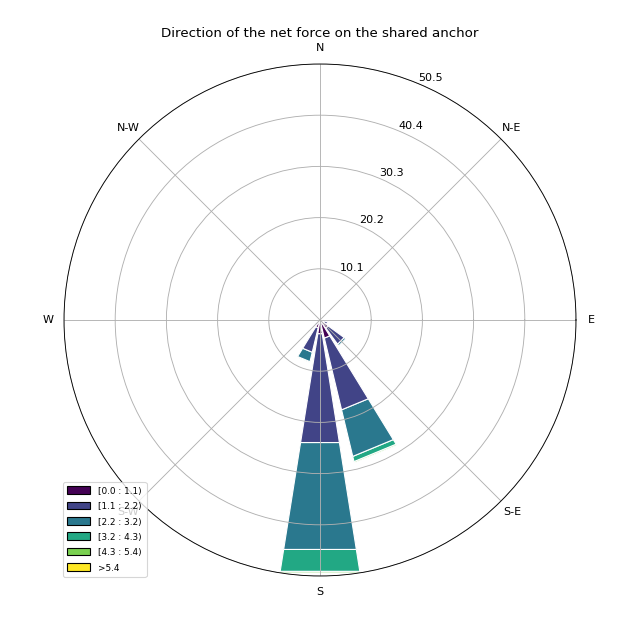 Direction of the net force on the shared anchor
N
50.5
N-W
40.4
N-E
30.3
20.2
10.1
W
E
[0.0 : 1.1)
[1.1 : 2.2)
S-W
S-E
[2.2 : 3.2)
[3.2 : 4.3)
[4.3 : 5.4)
>5.4
S